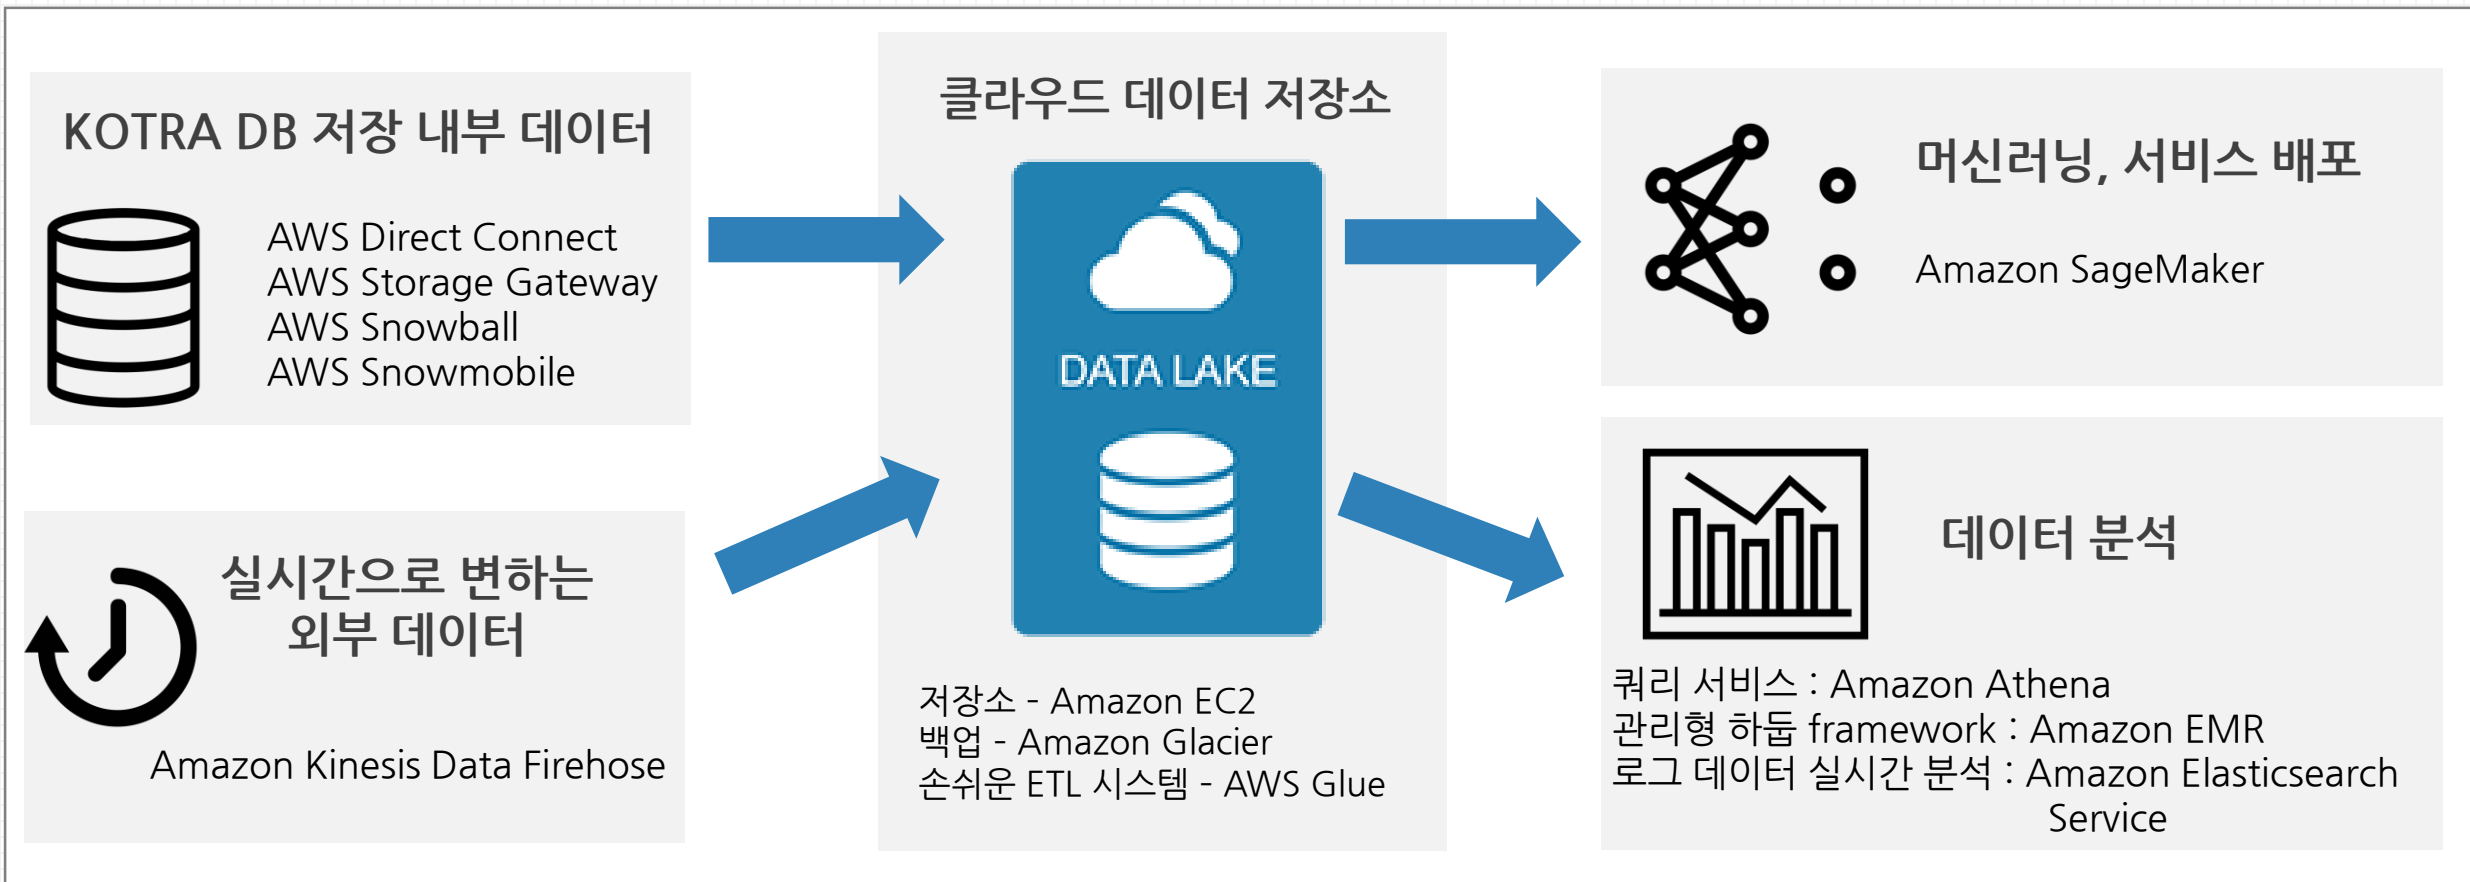 KOTRA DB 저장 내부 데이터
AWS Direct Connect
AWS Storage Gateway
AWS Snowball
AWS Snowmobile
실시간으로 변하는
외부 데이터
Amazon Kinesis Data Firehose
클라우드 데이터 저장소
DATA LAKE
저장소 - Amazon EC2
백업 - Amazon Glacier
손쉬운 ETL 시스템 - AWS Glue
머신러닝, 서비스 배포
Amazon SageMaker
데이터 분석
쿼리 서비스 : Amazon Athena
관리형 하둡 framework : Amazon EMR
로그 데이터 실시간 분석 : Amazon Elasticsearch
Service